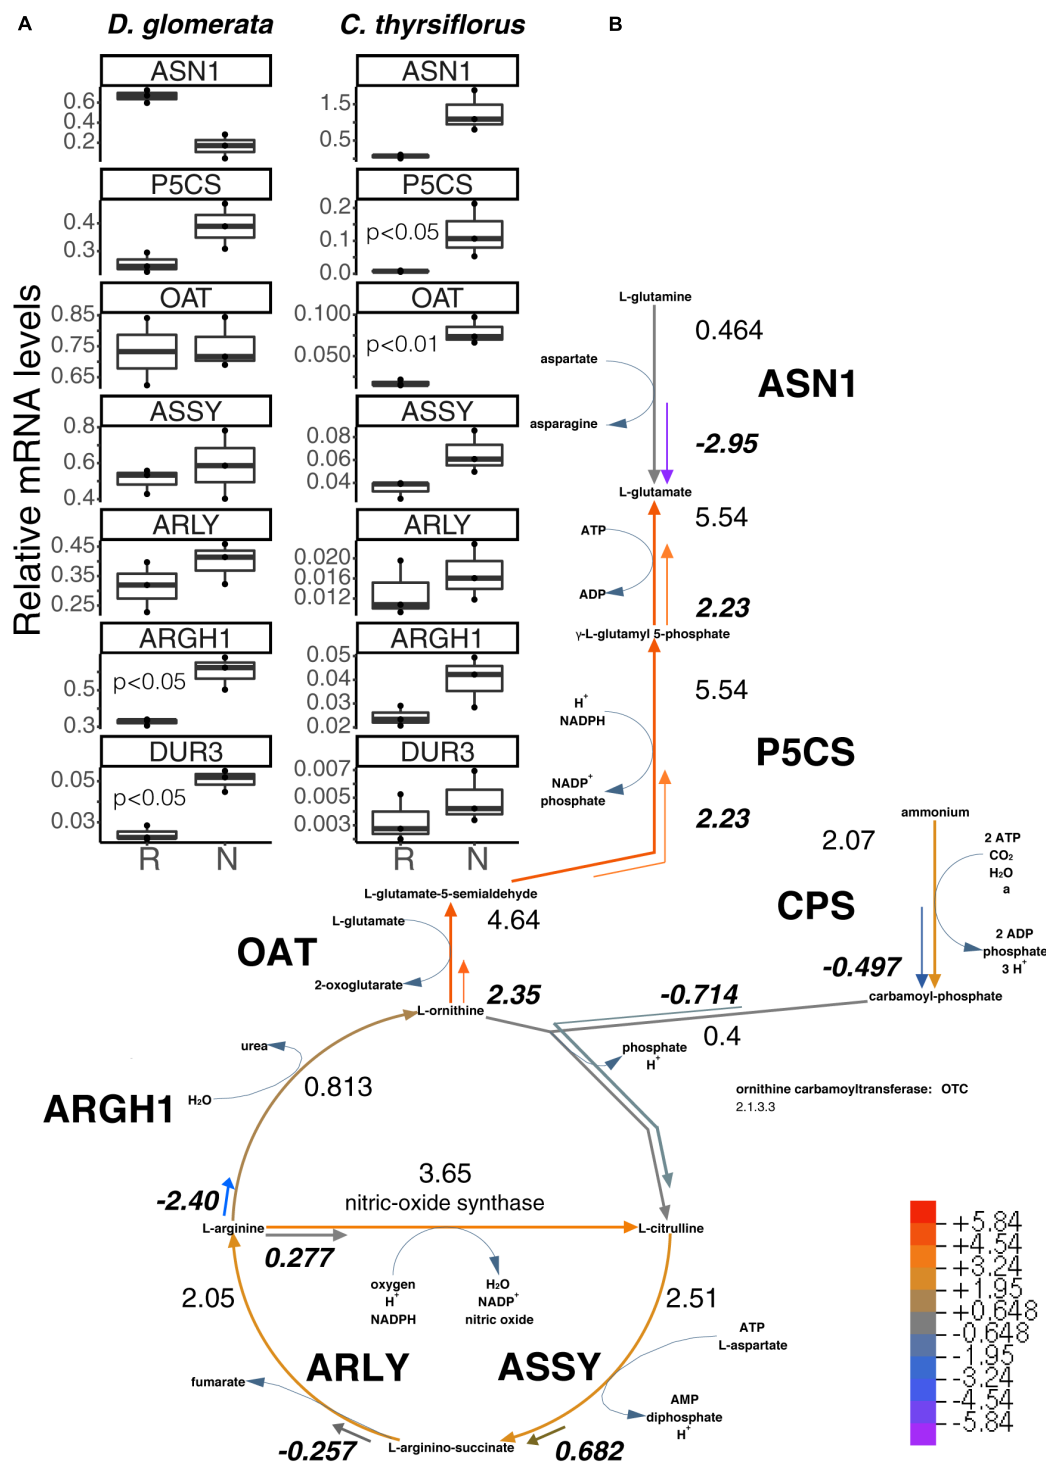 A
D. glomerata
C. thyrsiflorus
B
Relative mRNA levels
ASN1
0.6
0.4
0.2
ASN1
1.5
0.5
P5CS
0.4
0.3
P5CS
0.2
0.1
0.0
p<0.05
OAT
0.85
0.75
0.65
OAT
0.100
0.050
p<0.01
ASSY
0.8
0.6
0.4
ASSY
0.08
0.06
0.04
ARLY
0.45
0.35
0.25
ARLY
0.020
0.016
0.012
ARGH1
0.5
0.3
p<0.05
ARGH1
0.05
0.04
0.03
0.02
DUR3
0.05
0.03
p<0.05
DUR3
0.007
0.005
0.003
R N
R N
L-glutamine
0.464
aspartate
ASN1
asparagine
-2.95
L-glutamate
5.54
ATP
ADP
2.23
γ-L-glutamyl 5-phosphate
5.54
H+
NADPH
P5CS
NADP+
phosphate
2.23
ammonium
2.07
2 ATP
CO2
H2O
a
CPS
2 ADP
phosphate
3 H+
-0.497
carbamoyl-phosphate
L-glutamate-5-semialdehyde
L-glutamate
4.64
OAT
2-oxoglutarate
2.35
L-ornithine
-0.714
0.4
phosphate
H+
urea
H2O
0.813
ARGH1
ornithine carbamoyltransferase: OTC
2.1.3.3
-2.40
3.65
nitric-oxide synthase
L-arginine
L-citrulline
0.277
oxygen
H+
NADPH
H2O
NADP+
nitric oxide
2.05
2.51
ATP
L-aspartate
ARLY
ASSY
fumarate
AMP
diphosphate
H+
-0.257
L-arginino-succinate
0.682
+5.84
+4.54
+3.24
+1.95
+0.648
-0.648
-1.95
-3.24
-4.54
-5.84